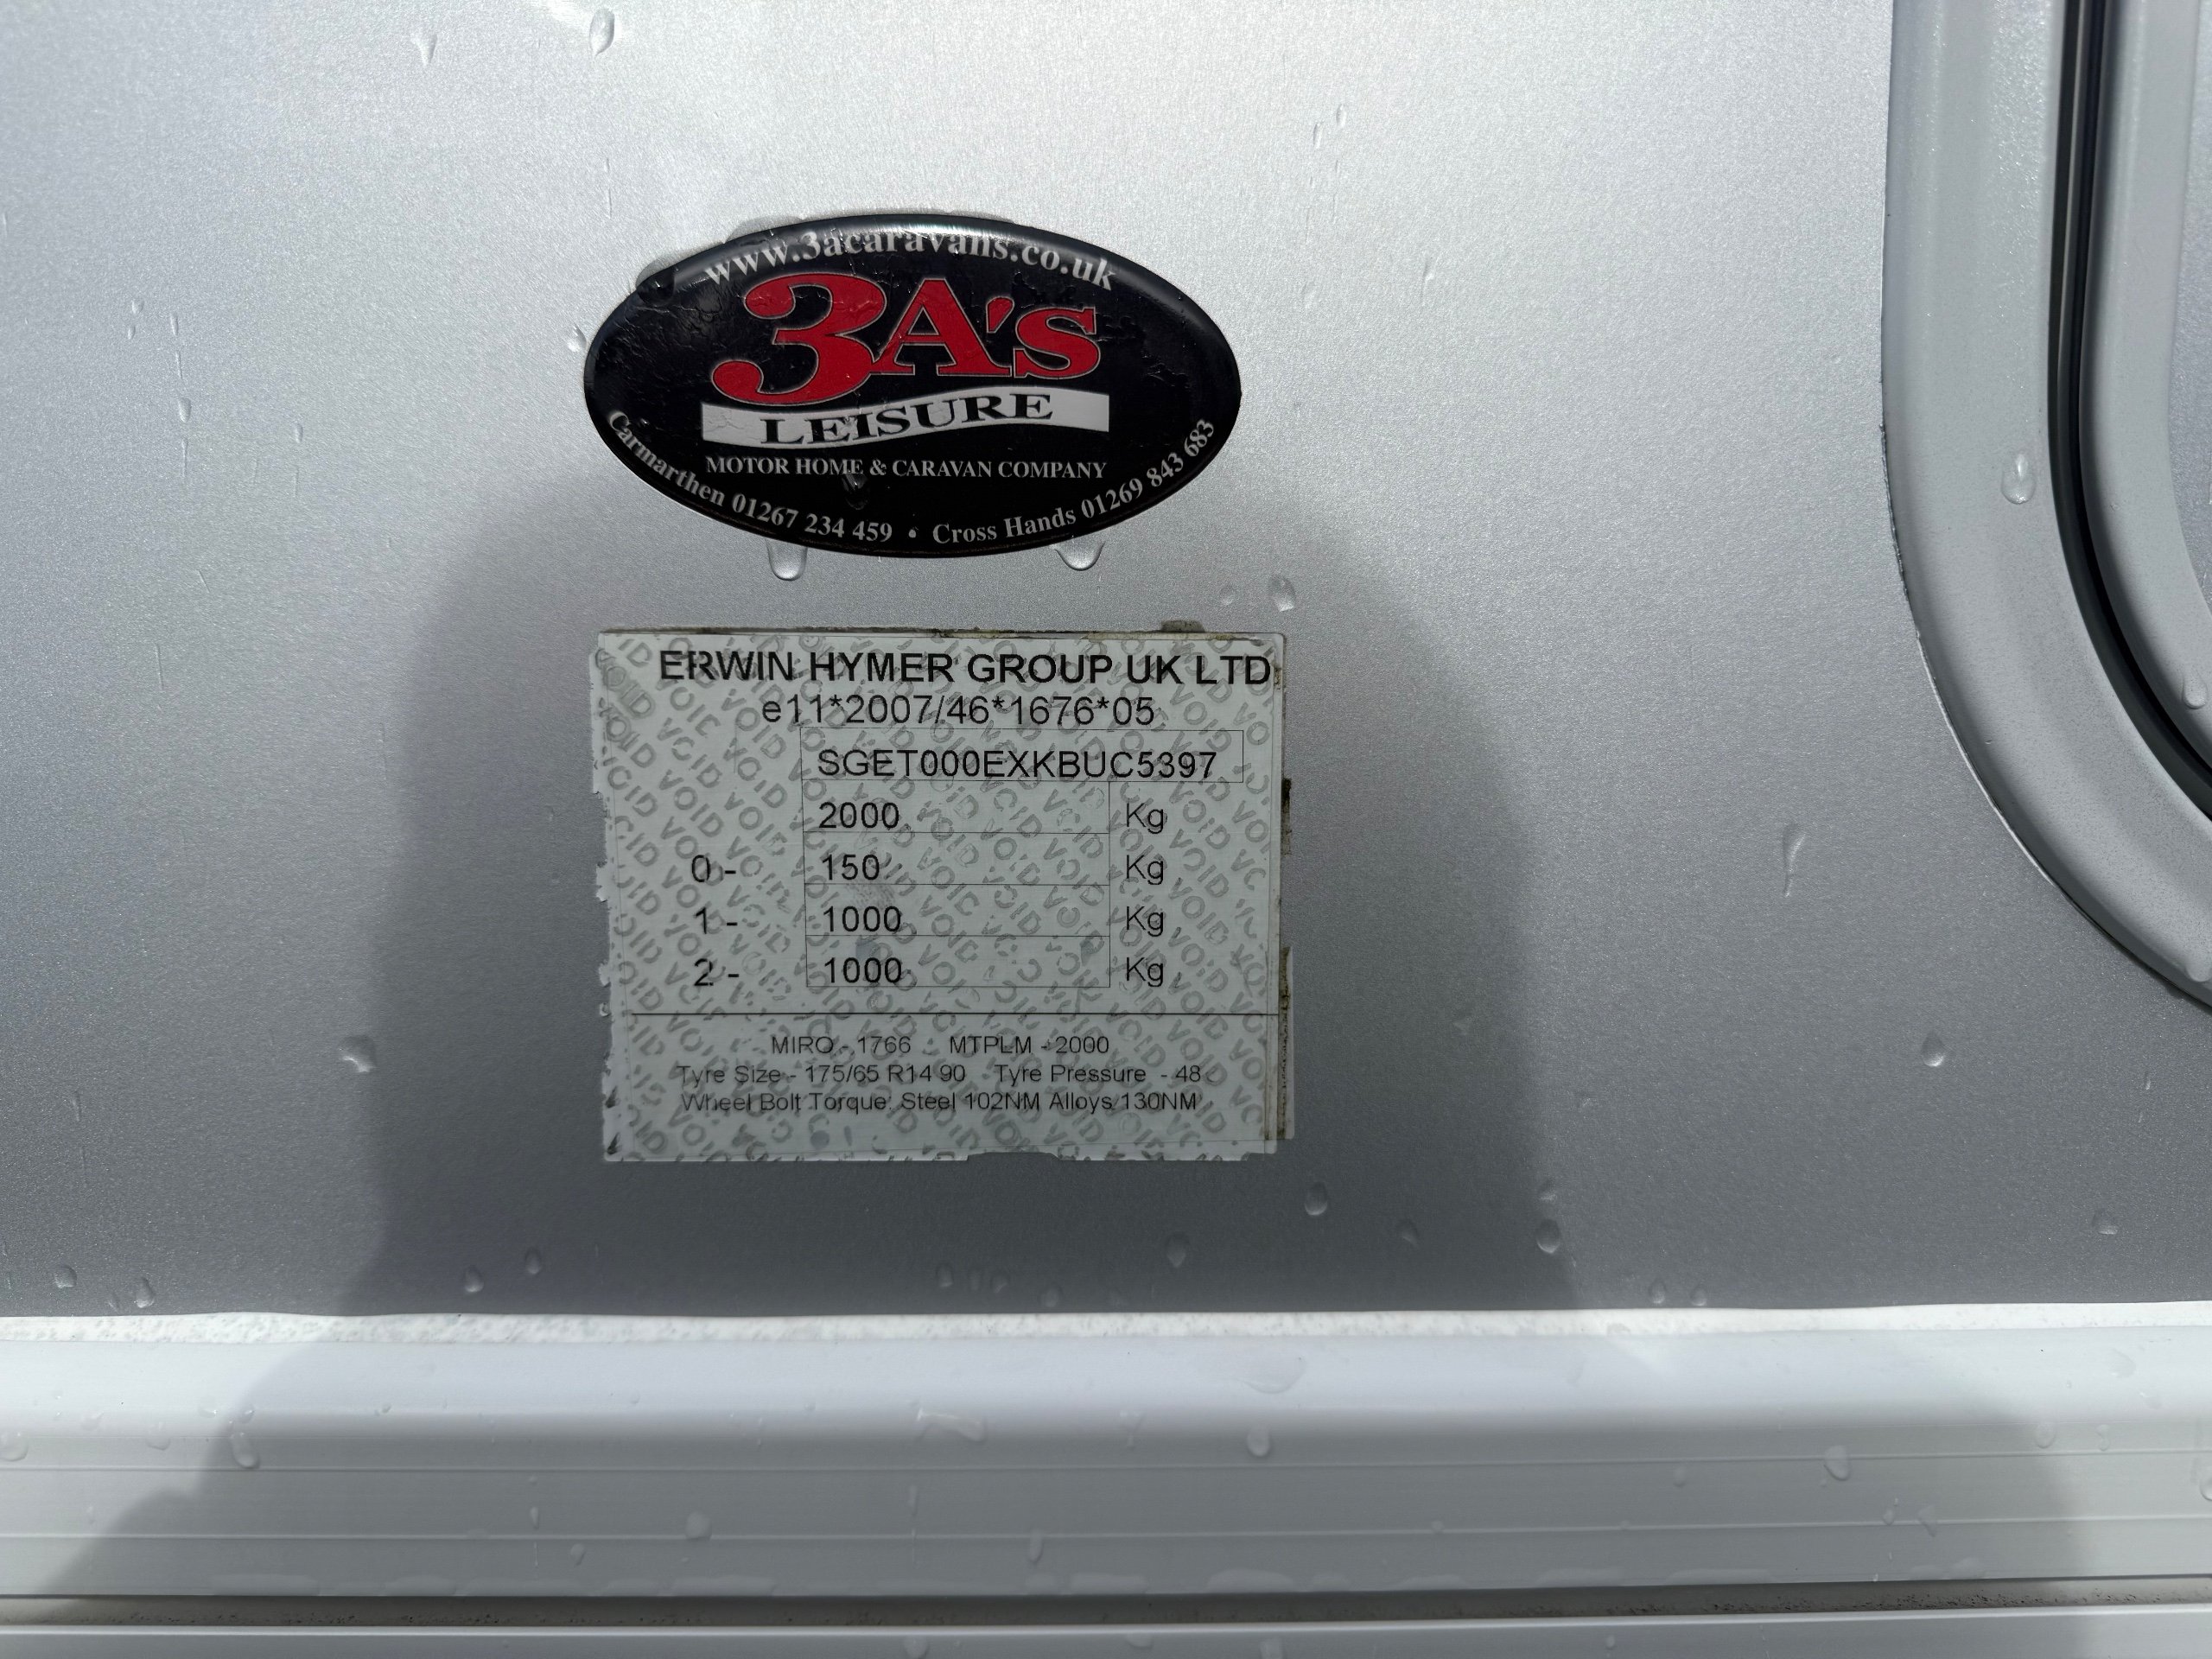 www.3acaravans.co.uk
3A's
LEISURE
MOTOR HOME & CARAVAN COMPANY
Carmarthen 01267 234 459 • Cross Hands 01269 843 683
ERWIN HYMER GROUP UK LTD
e11*2007/46*1676*05
SGET000EXKBUC5397
2000 Kg
0 - 150 Kg
1 - 1000 Kg
2 - 1000 Kg
MIRO - 1766 MTPLM - 2000
Tyre Size - 175/65 R14 90 Tyre Pressure - 48
Wheel Bolt Torque: Steel 102NM Alloys 130NM